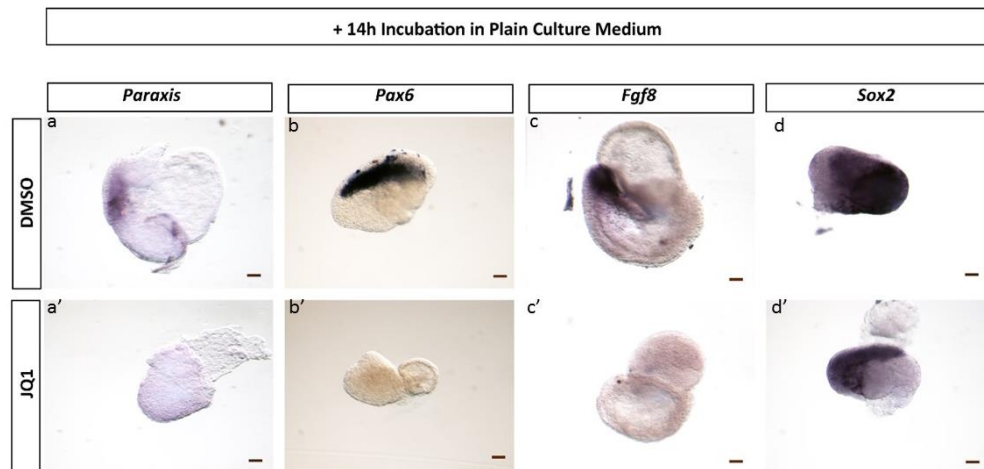 + 14h Incubation in Plain Culture Medium
Paraxis Pax6 Fgf8 Sox2
DMSO
a b c d
JQ1
a’ b’ c’ d’